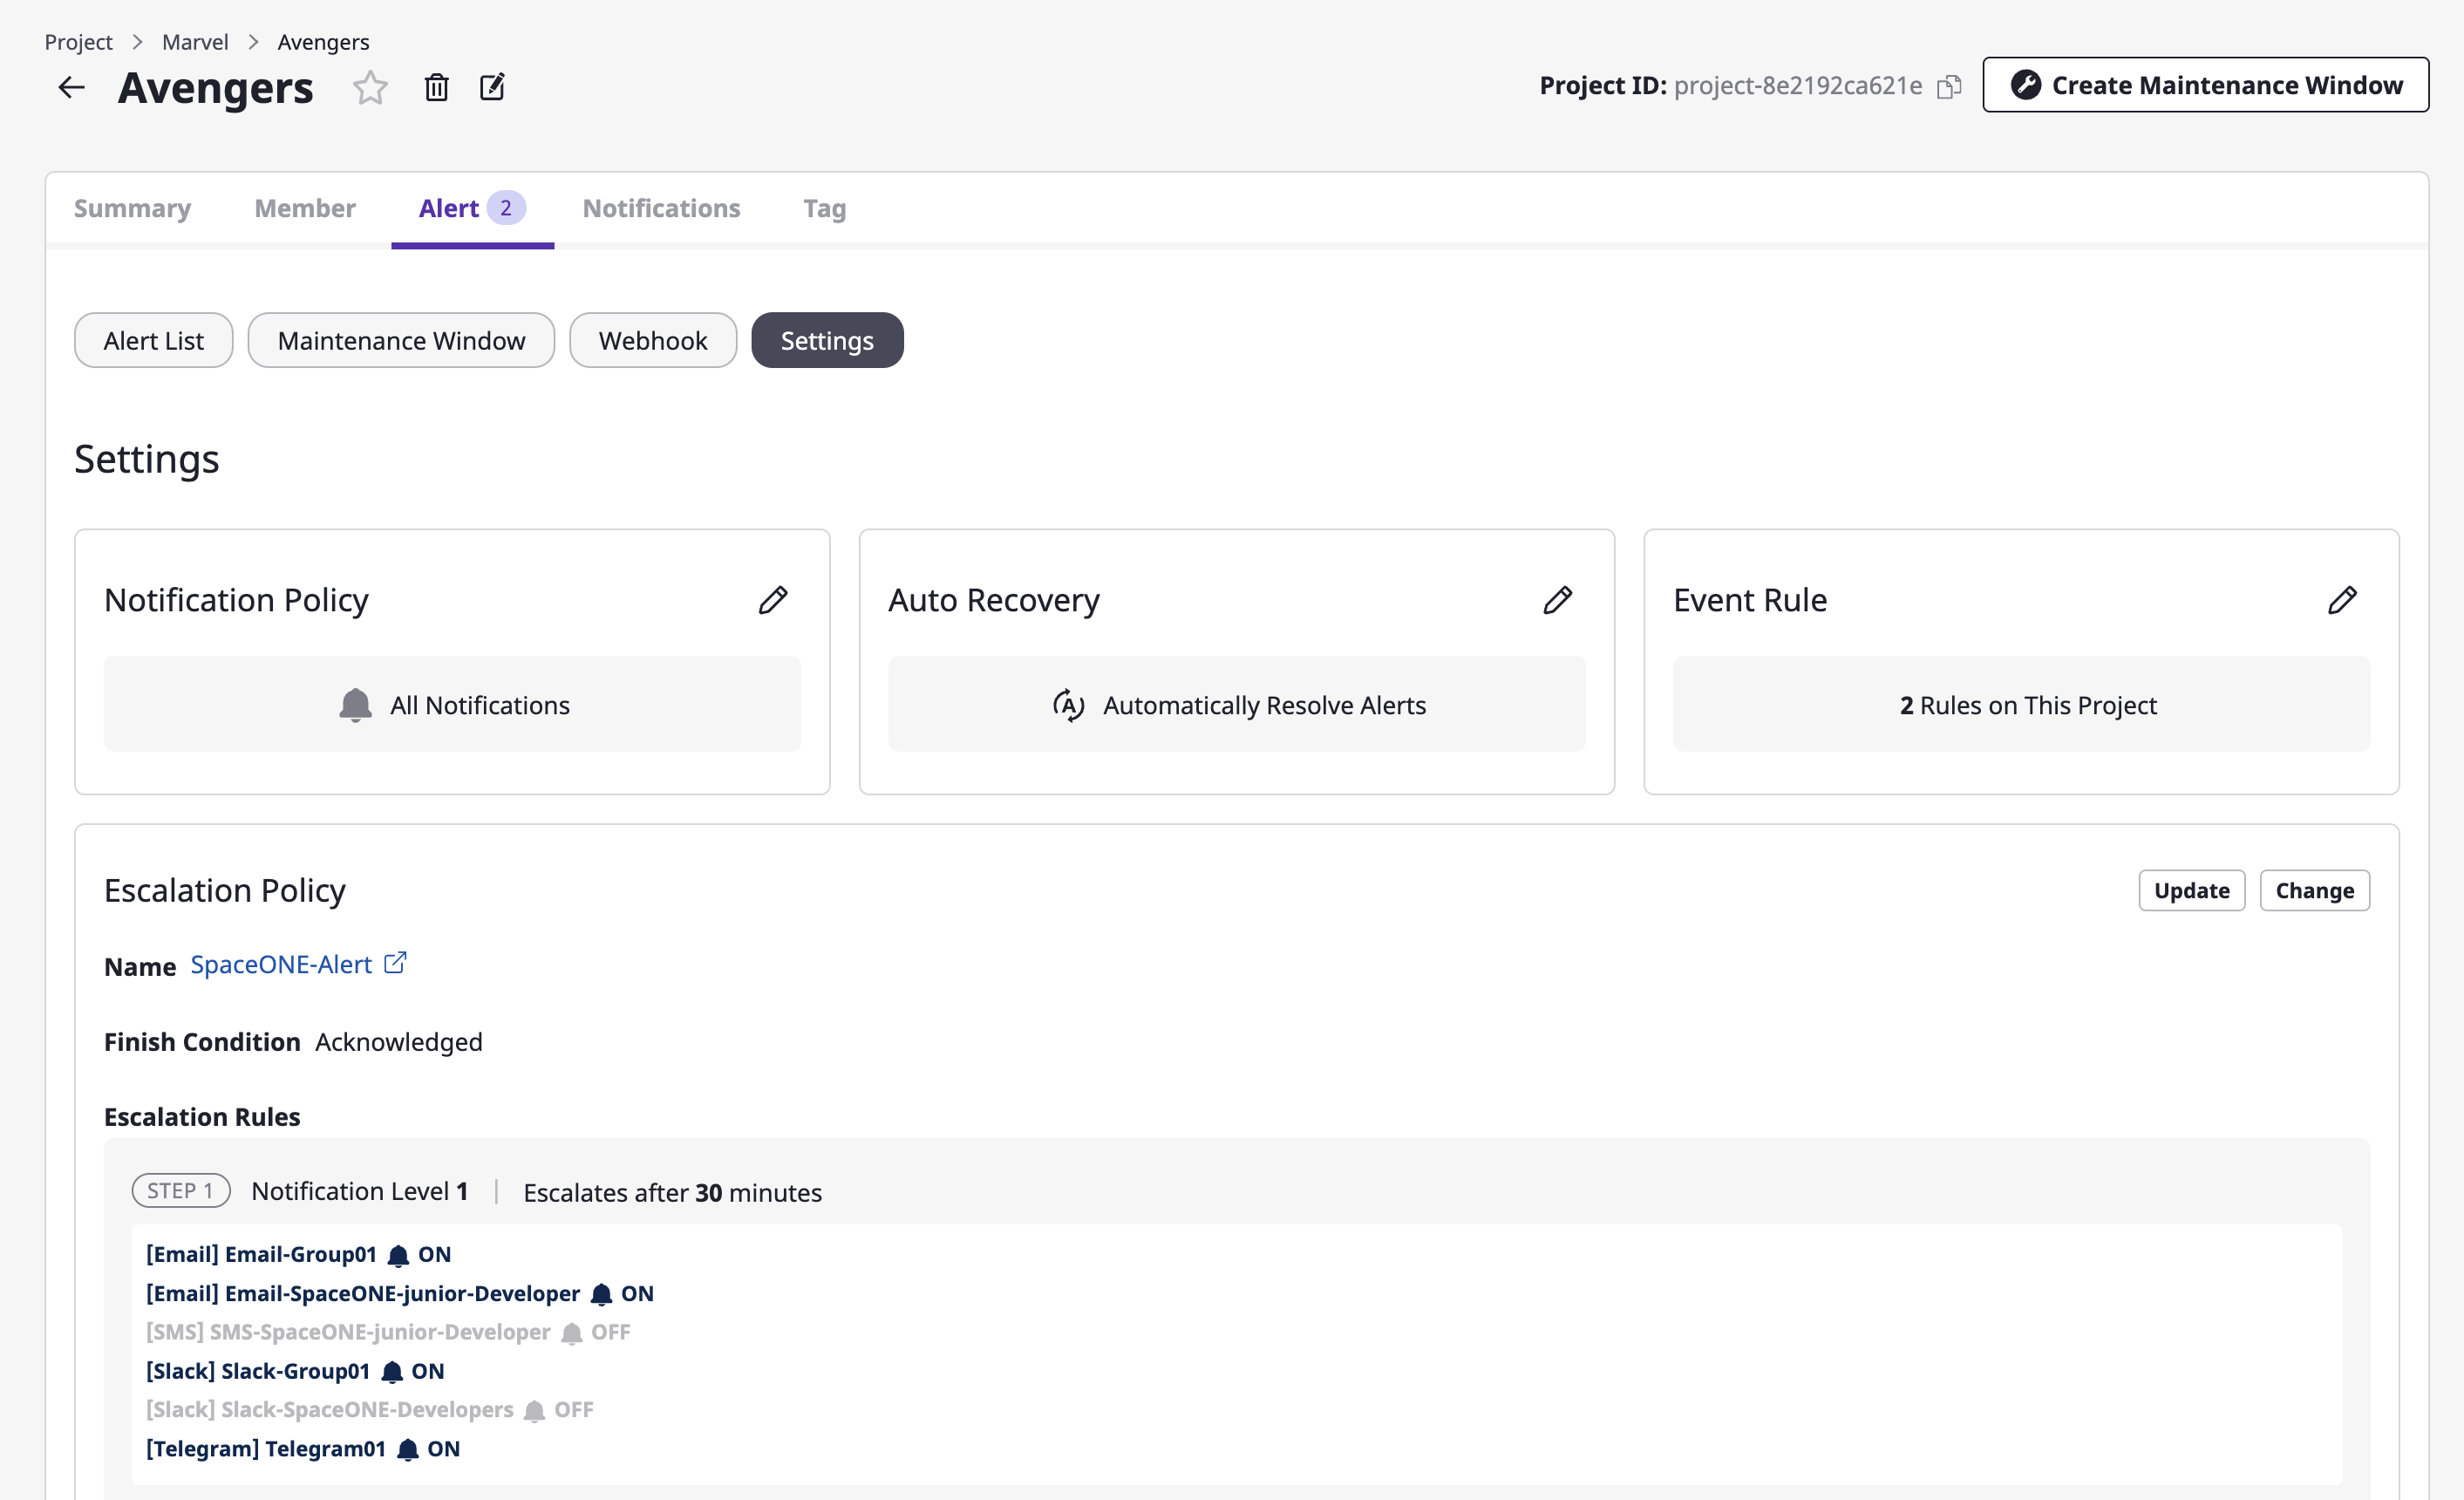 Project > Marvel > Avengers
Avengers
Project ID: project-8e2192ca621e
Create Maintenance Window
Summary Member Alert 2 Notifications Tag
Alert List Maintenance Window Webhook Settings
Settings
Notification Policy
All Notifications
Auto Recovery
A Automatically Resolve Alerts
Event Rule
2 Rules on This Project
Escalation Policy
Update Change
Name SpaceONE-Alert
Finish Condition Acknowledged
Escalation Rules
STEP 1 Notification Level 1 | Escalates after 30 minutes
[Email] Email-Group01 ON
[Email] Email-SpaceONE-junior-Developer ON
[SMS] SMS-SpaceONE-junior-Developer OFF
[Slack] Slack-Group01 ON
[Slack] Slack-SpaceONE-Developers OFF
[Telegram] Telegram01 ON